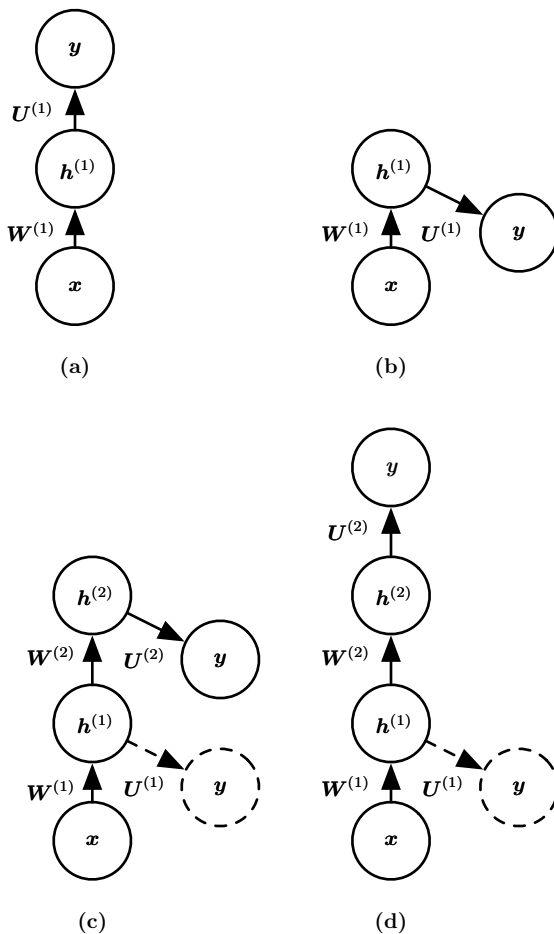 y
U^(1)
h^(1)
W^(1)
x
(a)
h^(1)
W^(1)
U^(1)
y
x
(b)
h^(2)
W^(2)
U^(2)
y
h^(1)
W^(1)
U^(1)
y
x
(c)
y
U^(2)
h^(2)
W^(2)
h^(1)
W^(1)
U^(1)
y
x
(d)